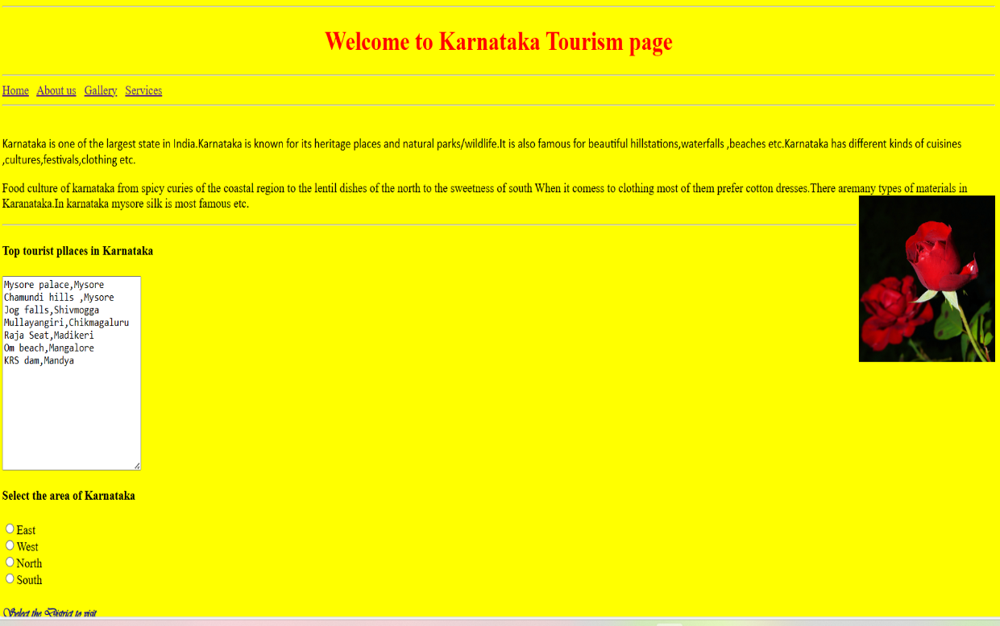 Welcome to Karnataka Tourism page
Home About us Gallery Services
Karnataka is one of the largest state in India.Karnataka is known for its heritage places and natural parks/wildlife.It is also famous for beautiful hillstations,waterfalls ,beaches etc.Karnataka has different kinds of cuisines
,cultures,festivals,clothing etc.
Food culture of karnataka from spicy curies of the coastal region to the lentil dishes of the north to the sweetness of south When it comess to clothing most of them prefer cotton dresses.There aremany types of materials in
Karanataka.In karnataka mysore silk is most famous etc.
Top tourist pllaces in Karnataka
Mysore palace,Mysore
Chamundi hills ,Mysore
Jog falls,Shivmogga
Mullayangiri,Chikmagaluru
Raja Seat,Madikeri
Om beach,Mangalore
KRS dam,Mandya
Select the area of Karnataka
East
West
North
South
Select the District to visit